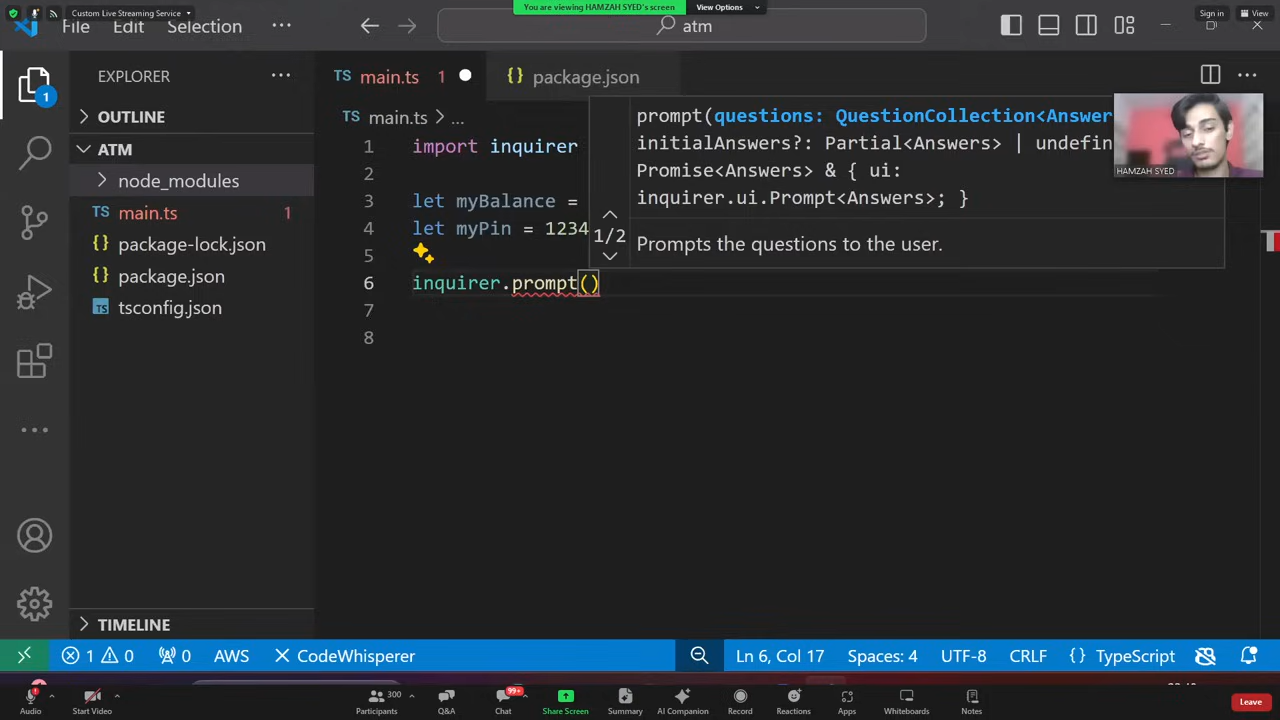 Custom Live Streaming Service
You are viewing HAMZAH SYED's screen
View Options
Sign in
View
File Edit Selection
atm
EXPLORER
TS main.ts 1
{} package.json
OUTLINE
ATM
node_modules
TS main.ts 1
{} package-lock.json
{} package.json
TS tsconfig.json
TIMELINE
TS main.ts > ...
1 import inquirer
2
3 let myBalance =
4 let myPin = 1234
5
6 inquirer.prompt()
7
8
1/2
prompt(questions: QuestionCollection<Answer
initialAnswers?: Partial<Answers> | undefin
Promise<Answers> & { ui:
inquirer.ui.Prompt<Answers>; }
Prompts the questions to the user.
HAMZAH SYED
1
1 0 0 AWS CodeWhisperer
Ln 6, Col 17 Spaces: 4 UTF-8 CRLF {} TypeScript
Audio Start Video
Participants 300 Q&A Chat 99+ Share Screen Summary AI Companion Record Reactions Apps Whiteboards Notes
Leave